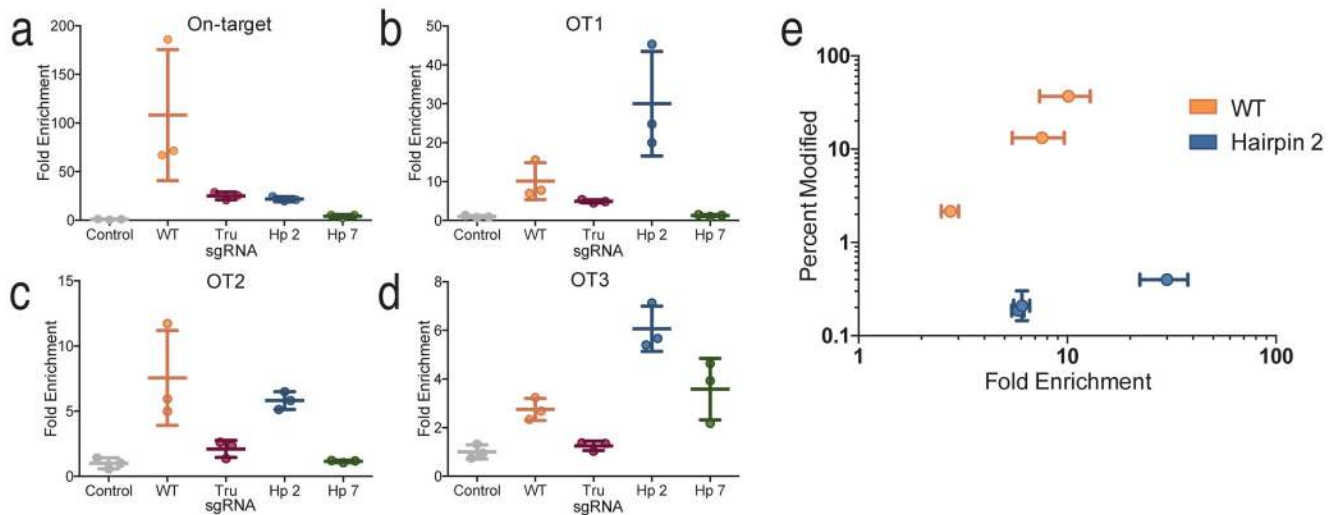 a
On-target
Fold Enrichment
200
150
100
50
0
Control WT Tru Hp 2 Hp 7
sgRNA
b
OT1
Fold Enrichment
50
40
30
20
10
0
Control WT Tru Hp 2 Hp 7
sgRNA
c
OT2
Fold Enrichment
15
10
5
0
Control WT Tru Hp 2 Hp 7
sgRNA
d
OT3
Fold Enrichment
8
6
4
2
0
Control WT Tru Hp 2 Hp 7
sgRNA
e
Percent Modified
100
10
1
0.1
1 10 100
Fold Enrichment
WT
Hairpin 2